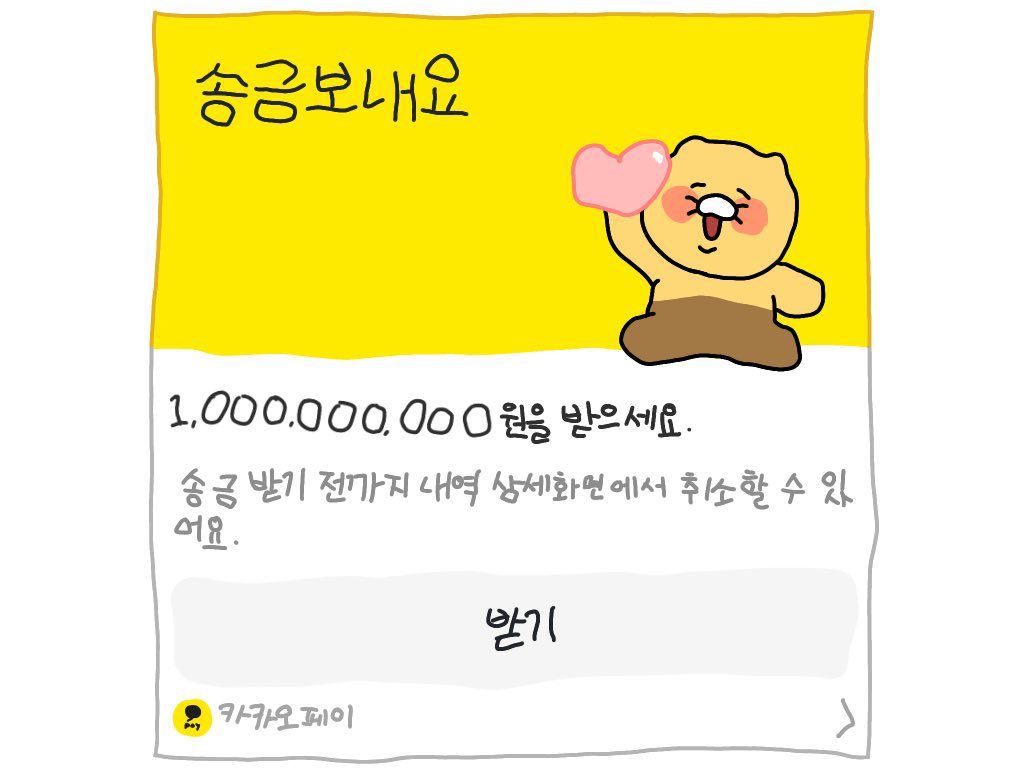 송금보내요
1,000,000,000원을 받으세요.
송금 받기 전까지 내역 상세화면에서 취소할 수 있
어요.
받기
pay 카카오페이